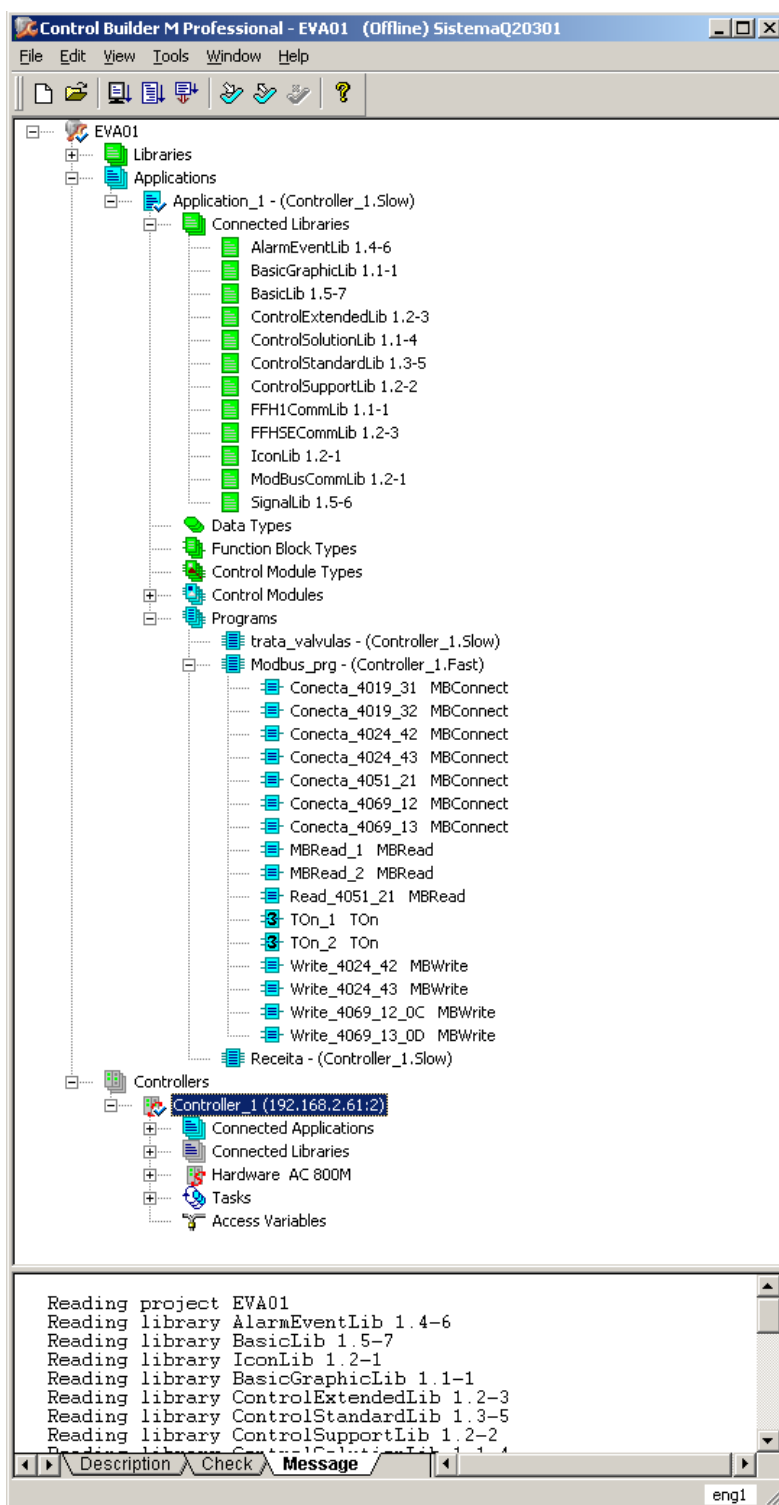 Control Builder M Professional - EVA01 (Offline) SistemaQ20301
File Edit View Tools Window Help
EVA01
Libraries
Applications
Application_1 - (Controller_1.Slow)
Connected Libraries
AlarmEventLib 1.4-6
BasicGraphicLib 1.1-1
BasicLib 1.5-7
ControlExtendedLib 1.2-3
ControlSolutionLib 1.1-4
ControlStandardLib 1.3-5
ControlSupportLib 1.2-2
FFH1CommLib 1.1-1
FFHSECommLib 1.2-3
IconLib 1.2-1
ModBusCommLib 1.2-1
SignalLib 1.5-6
Data Types
Function Block Types
Control Module Types
Control Modules
Programs
trata_valvulas - (Controller_1.Slow)
Modbus_prg - (Controller_1.Fast)
Conecta_4019_31 MBConnect
Conecta_4019_32 MBConnect
Conecta_4024_42 MBConnect
Conecta_4024_43 MBConnect
Conecta_4051_21 MBConnect
Conecta_4069_12 MBConnect
Conecta_4069_13 MBConnect
MBRead_1 MBRead
MBRead_2 MBRead
Read_4051_21 MBRead
TOn_1 TOn
TOn_2 TOn
Write_4024_42 MBWrite
Write_4024_43 MBWrite
Write_4069_12_0C MBWrite
Write_4069_13_0D MBWrite
Receita - (Controller_1.Slow)
Controllers
Controller_1 (192.168.2.61:2)
Connected Applications
Connected Libraries
Hardware AC 800M
Tasks
Access Variables
Reading project EVA01
Reading library AlarmEventLib 1.4-6
Reading library BasicLib 1.5-7
Reading library IconLib 1.2-1
Reading library BasicGraphicLib 1.1-1
Reading library ControlExtendedLib 1.2-3
Reading library ControlStandardLib 1.3-5
Reading library ControlSupportLib 1.2-2
Reading library ControlSolutionLib 1.1-4
Description Check Message
eng1